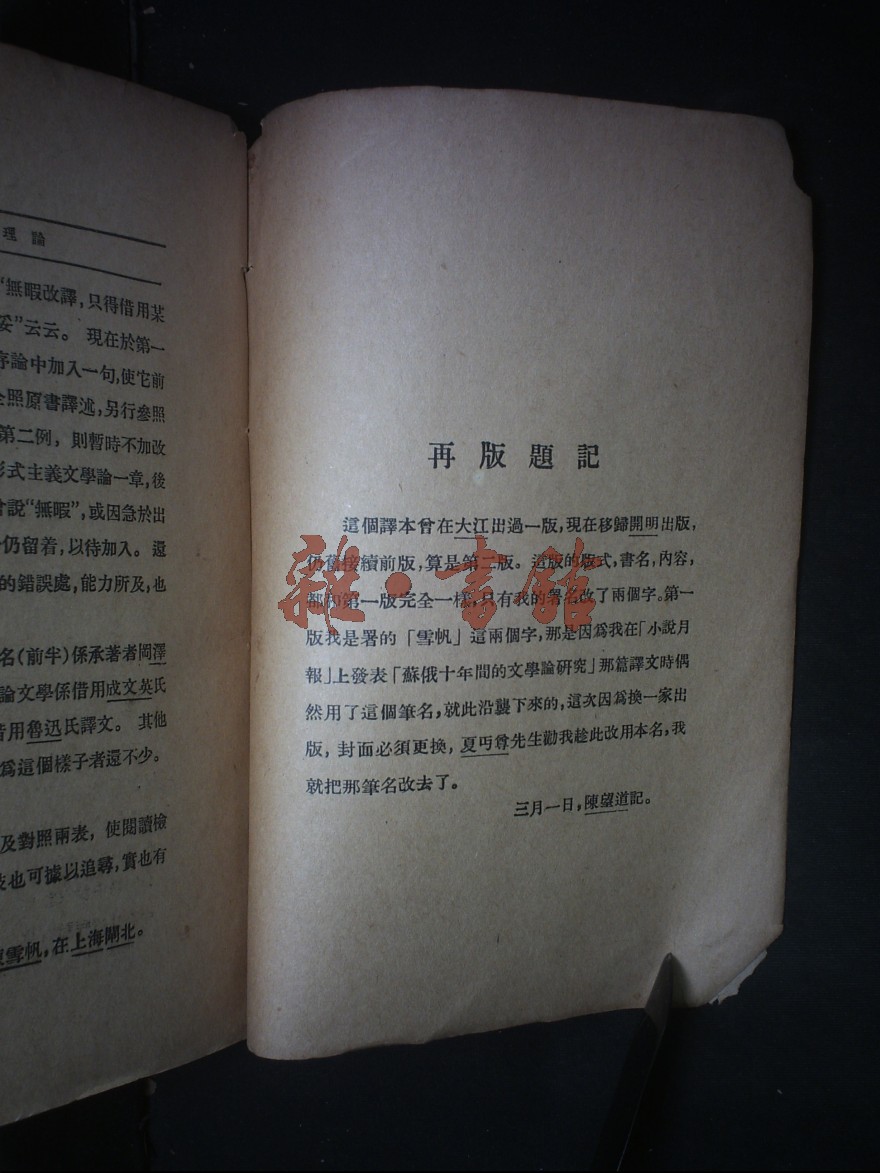 理論
“無暇改譯，只得借用某
妥”云云。 現在於第一
序論中加入一句，使它前
全照原書譯述，另行參照
第二例， 則暫時不加改
形式主義文學論一章，後
會說“無暇”，或因急於出
仍留着，以待加入。 還
的錯誤處，能力所及，也
名(前半)係承著者岡澤
論文學係借用成文英氏
用魯迅氏譯文。 其他
爲這個樣子者還不少。
及對照兩表， 使閱讀檢
也可據以追尋，實也有
雪帆，在上海閘北。
再版題記
這個譯本曾在大江出過一版，現在移歸開明出版，
仍舊接續前版，算是第二版。這版的版式，書名，內容，
都和第一版完全一樣，只有我的署名改了兩個字。第一
版我是署的「雪帆」這兩個字，那是因爲我在「小說月
報」上發表「蘇俄十年間的文學論研究」那篇譯文時偶
然用了這個筆名，就此沿襲下來的，這次因爲換一家出
版，封面必須更換，夏丏尊先生勸我趁此改用本名，我
就把那筆名改去了。
三月一日，陳望道記。
雜·書館